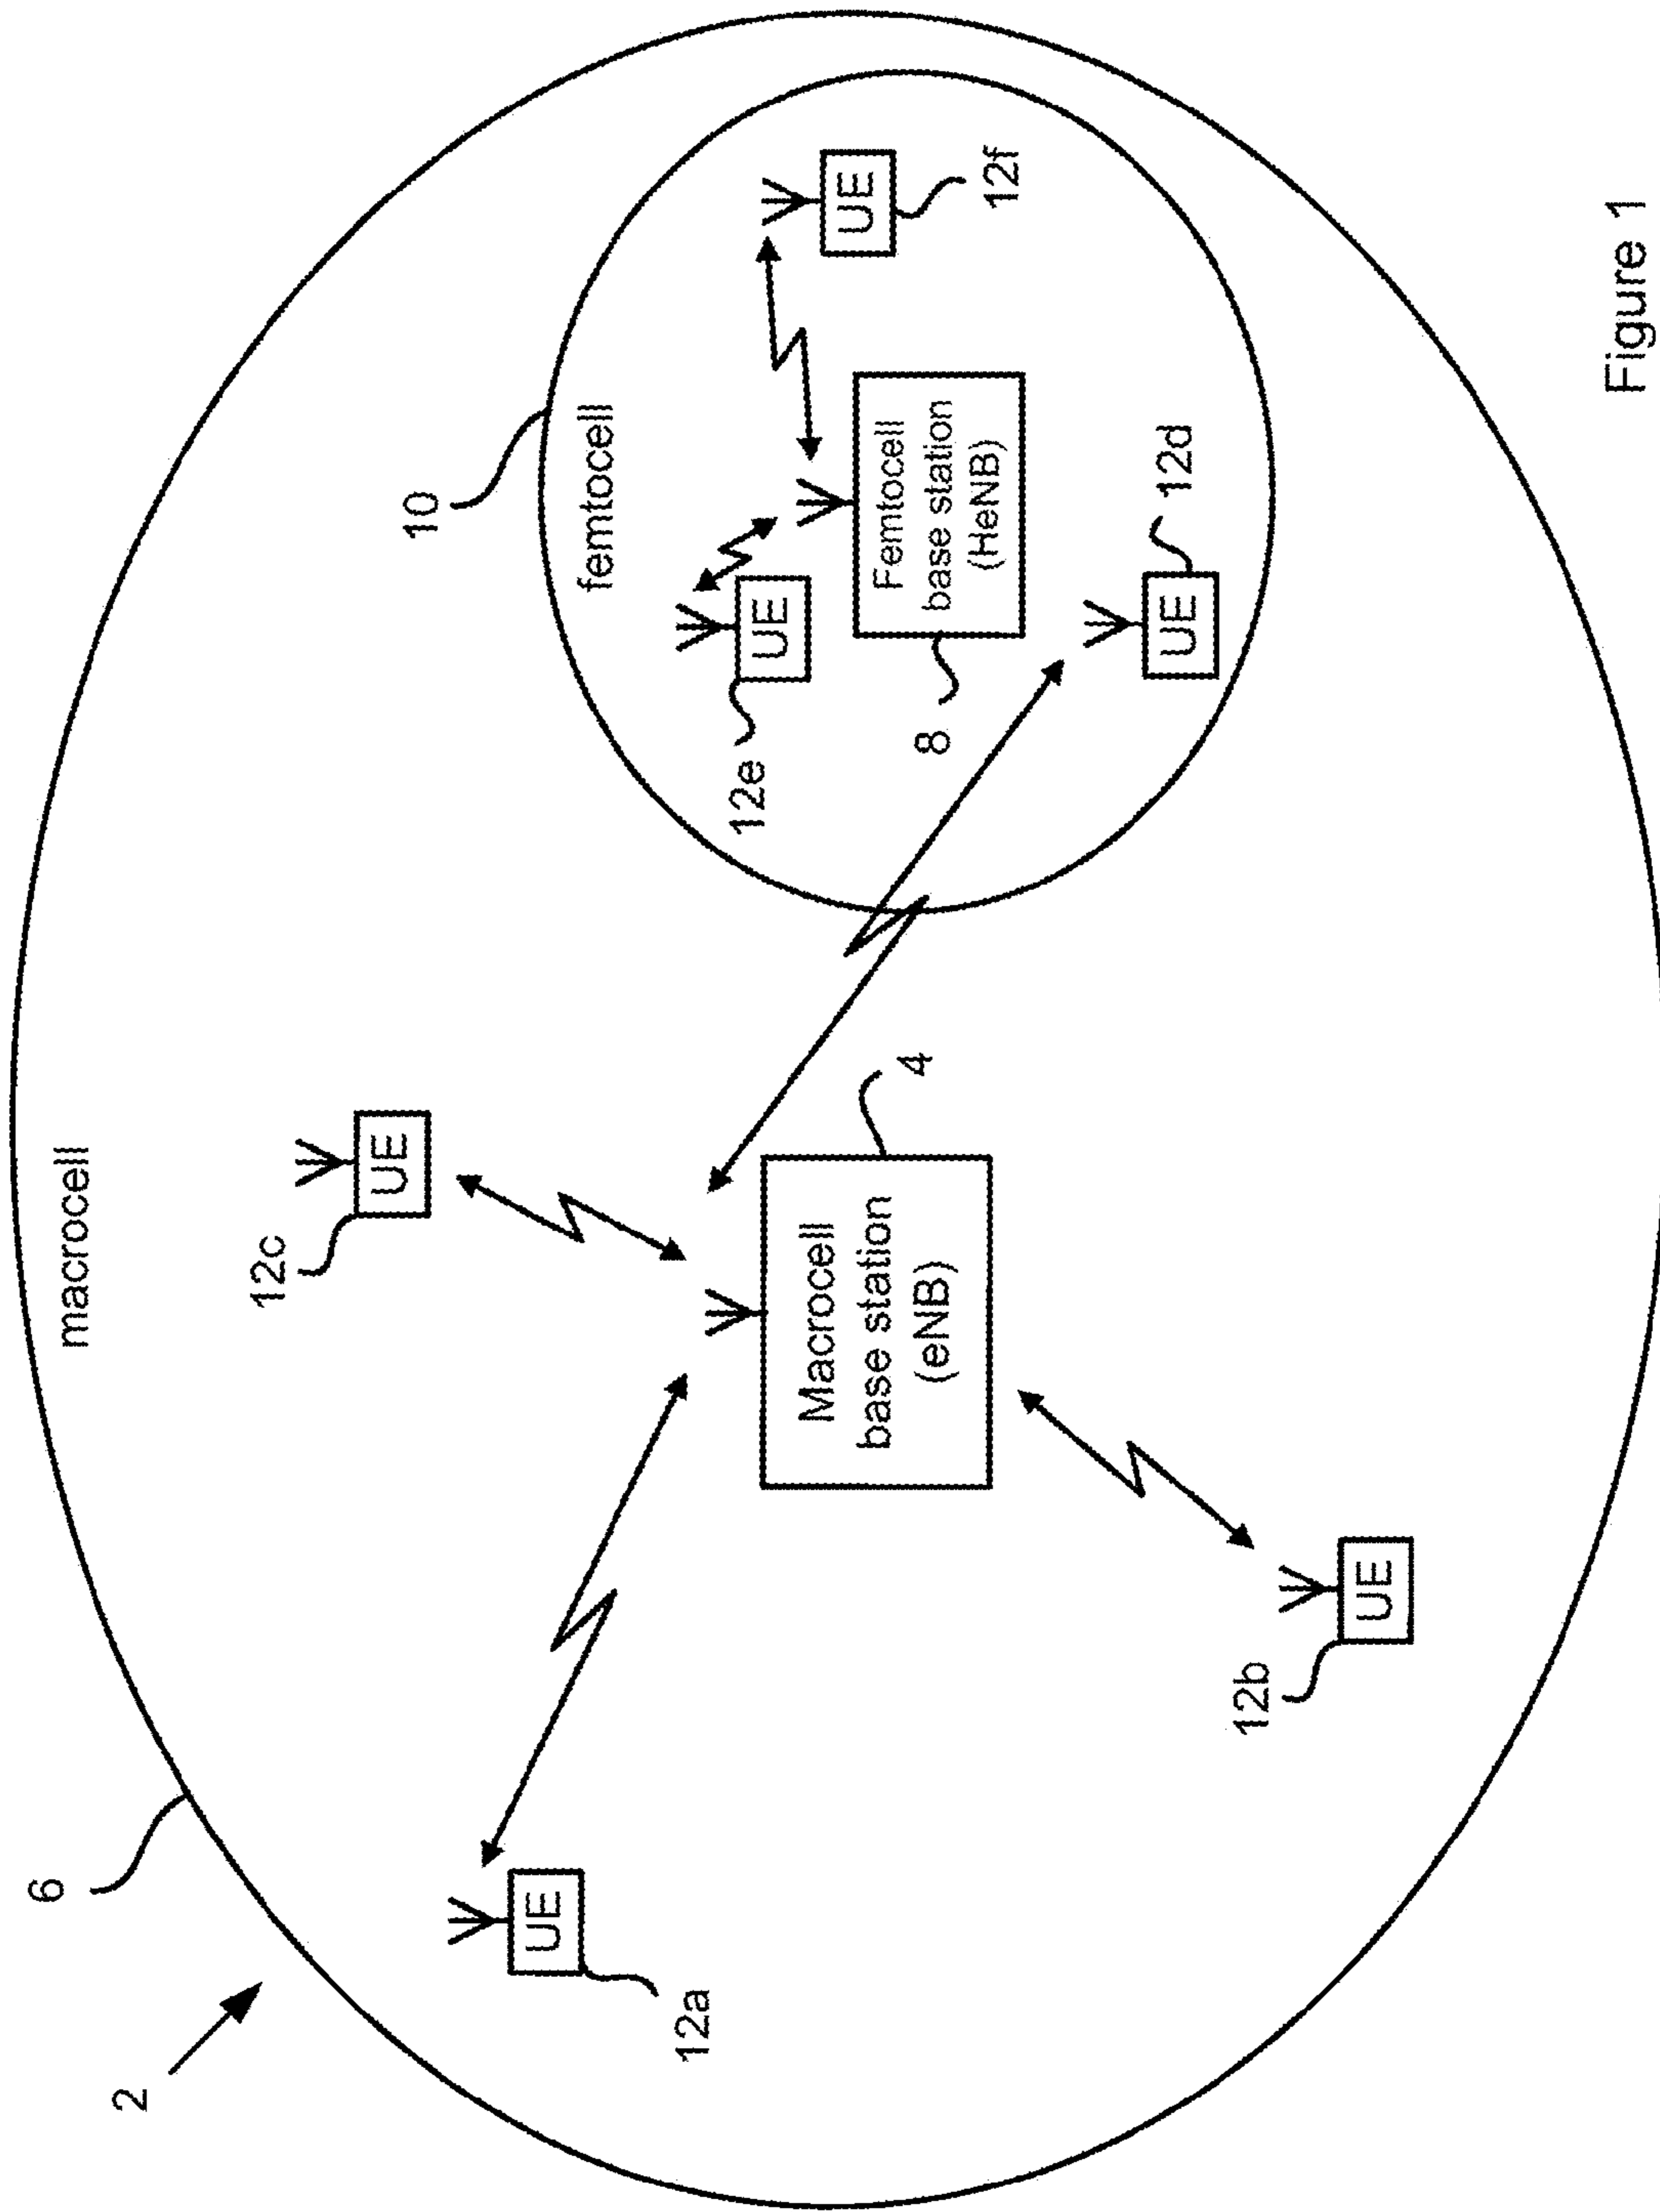 2
6
macrocell
12c
UE
10
femtocell
12e
UE
UE
12f
Femtocell
base station
(HeNB)
8
UE
12d
12a
UE
Macrocell
base station
(eNB)
4
12b
UE
Figure 1